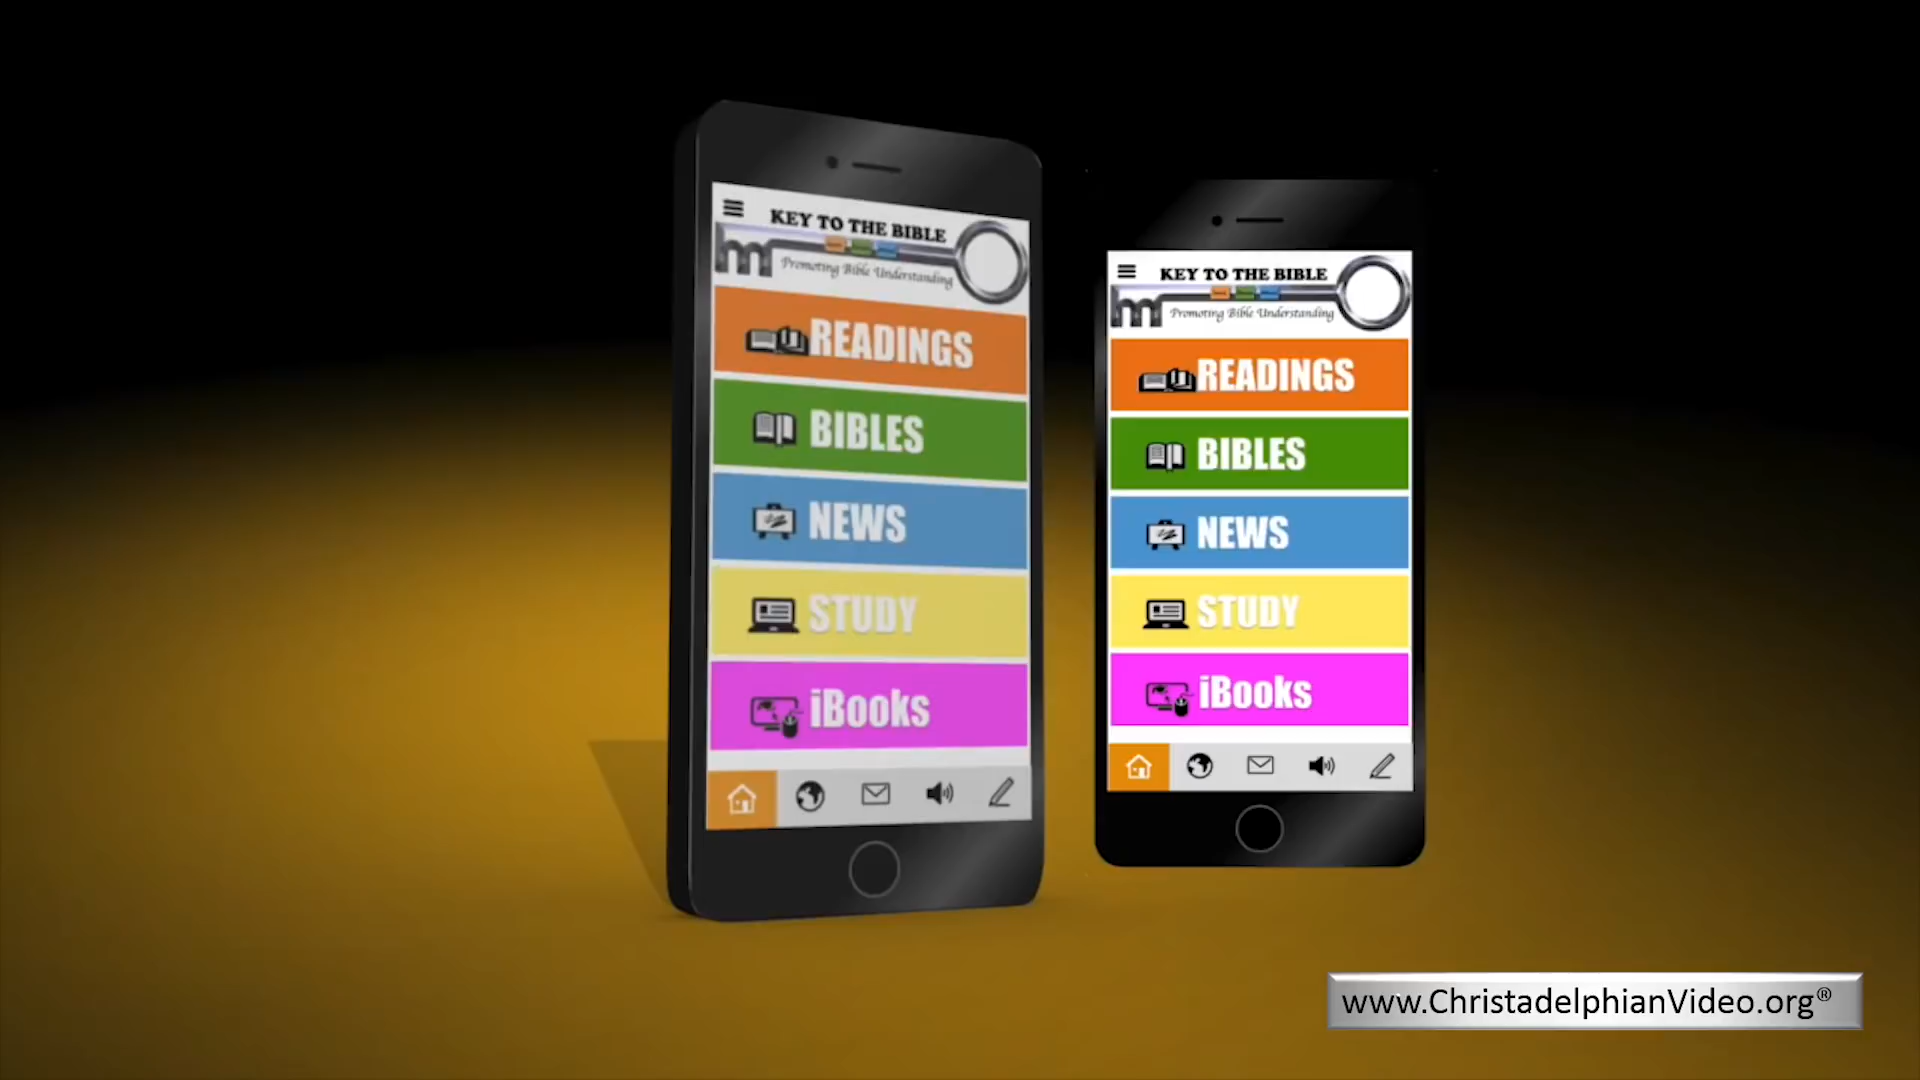 KEY TO THE BIBLE
Promoting Bible Understanding
READINGS
BIBLES
NEWS
STUDY
iBooks
KEY TO THE BIBLE
Promoting Bible Understanding
READINGS
BIBLES
NEWS
STUDY
iBooks
www.ChristadelphianVideo.org®